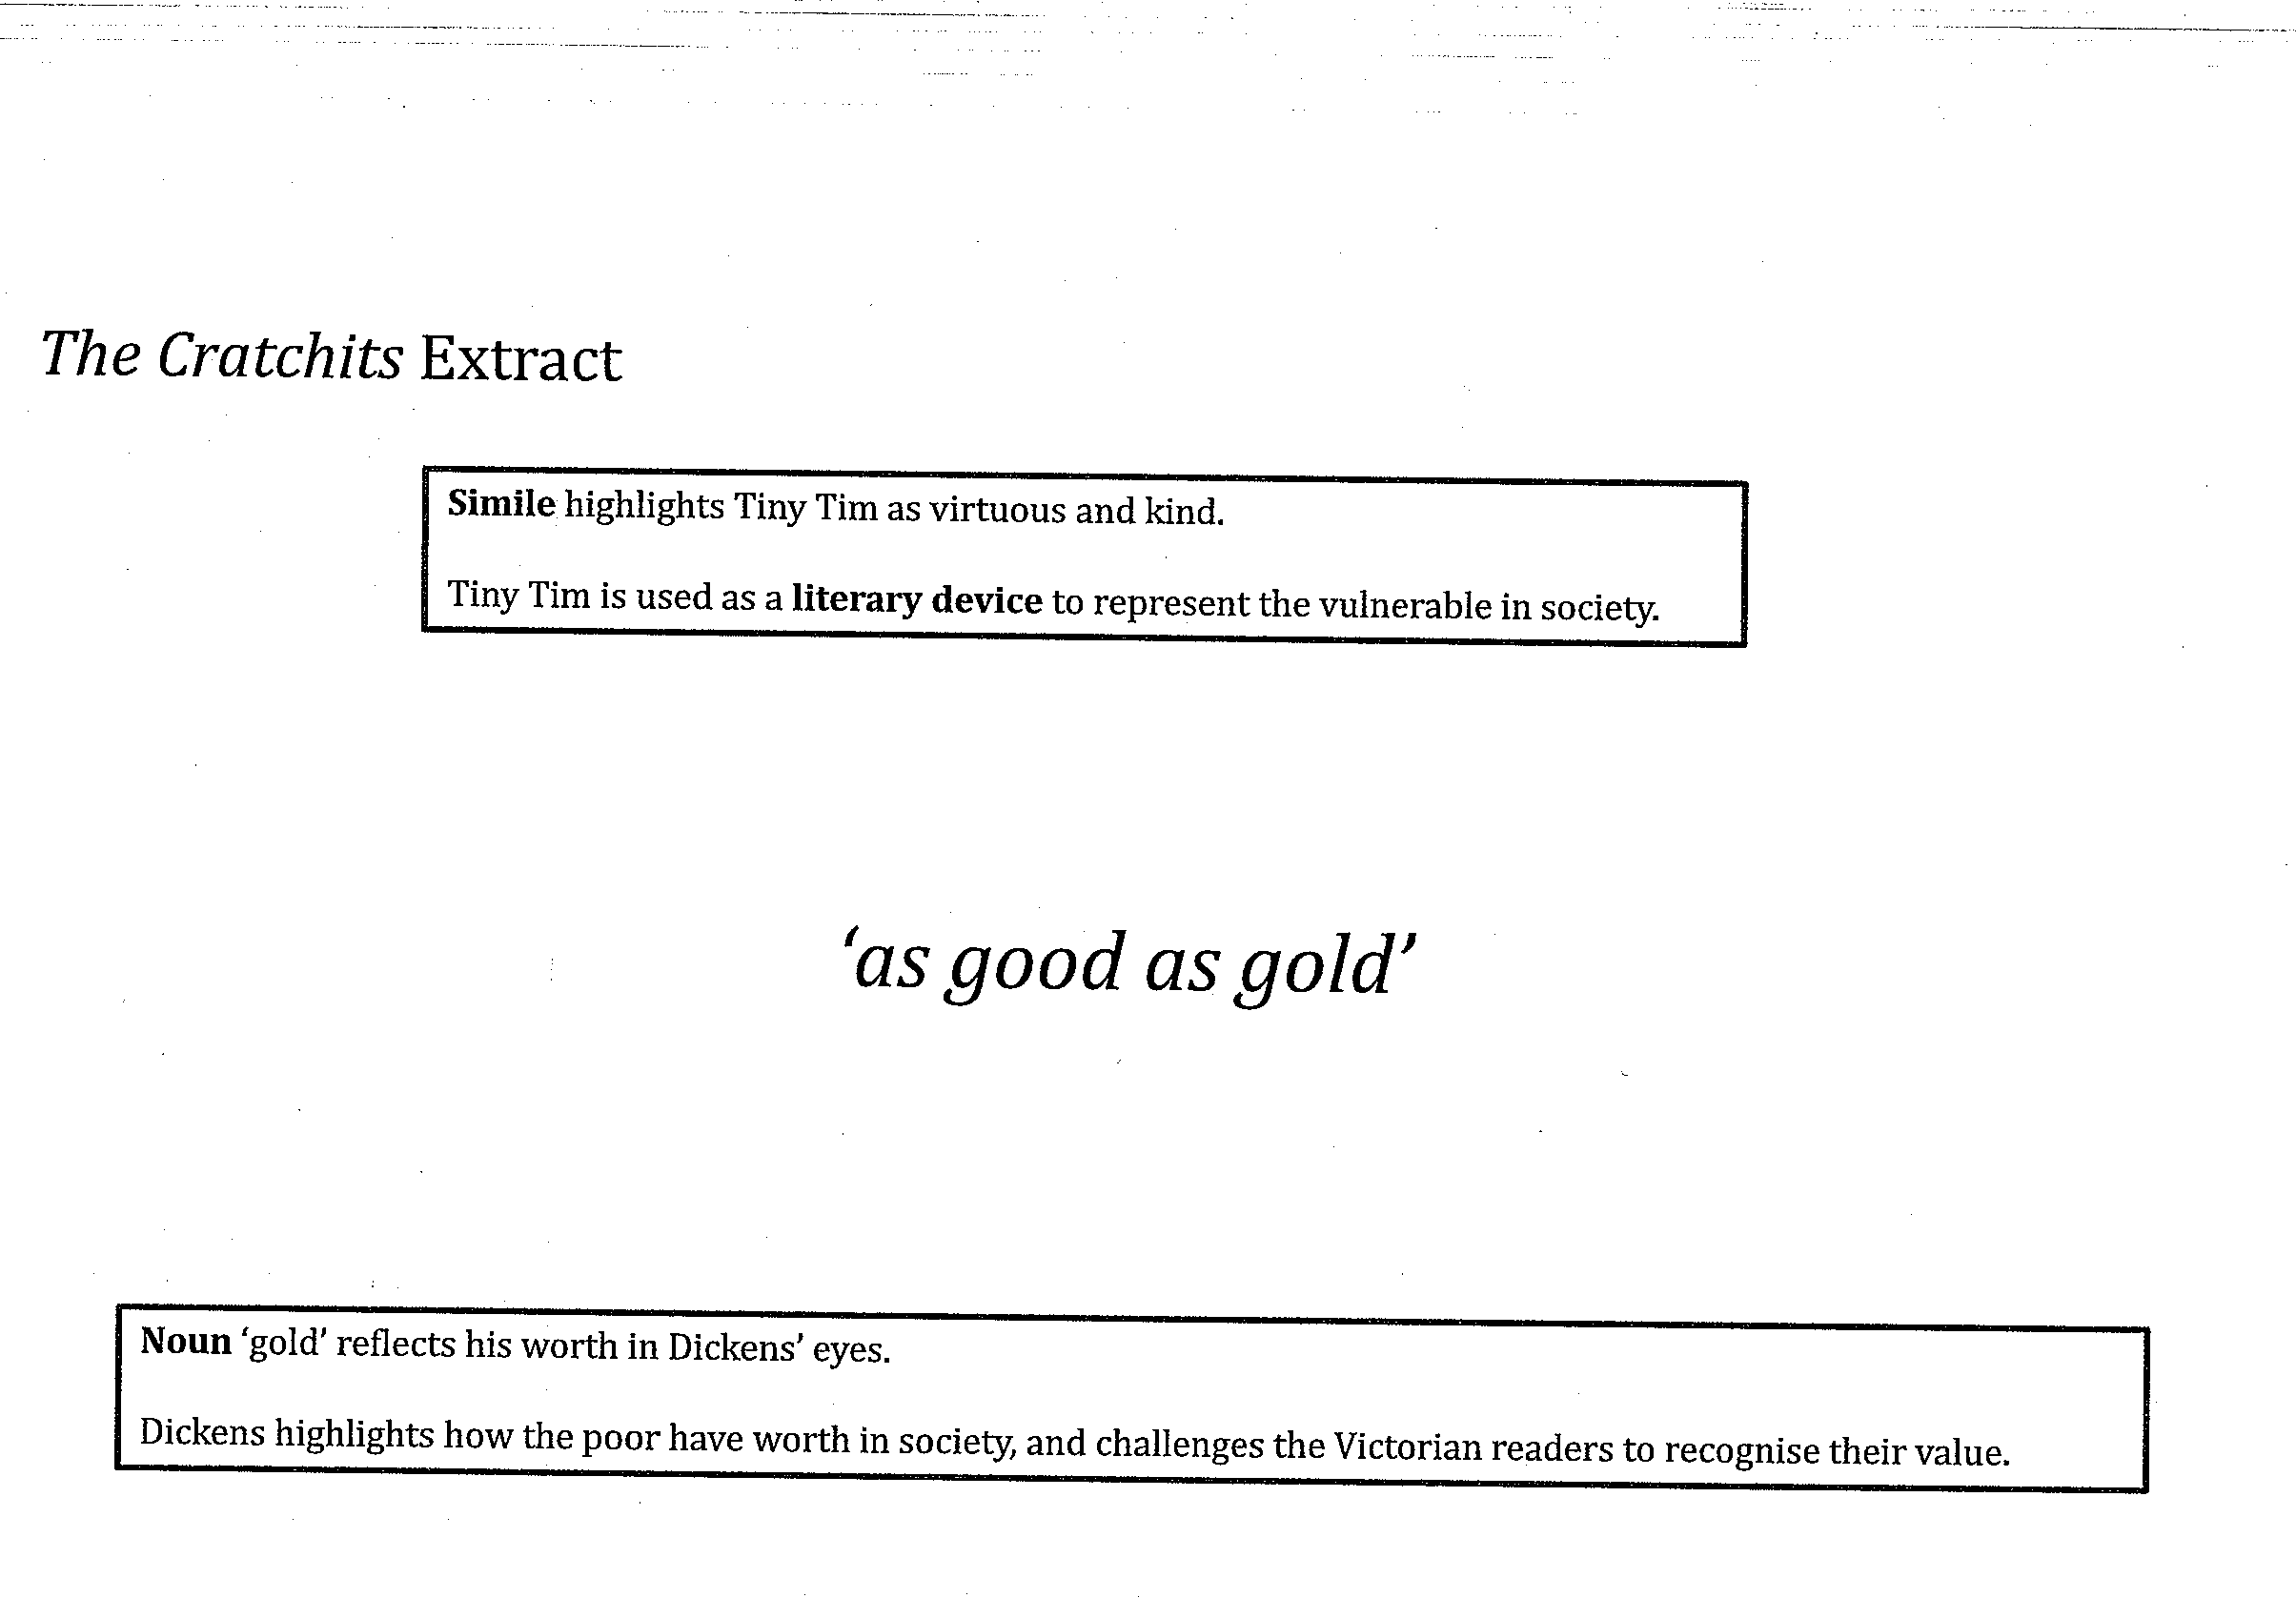 The Cratchits Extract
Simile highlights Tiny Tim as virtuous and kind.
Tiny Tim is used as a literary device to represent the vulnerable in society.
‘as good as gold’
Noun ‘gold’ reflects his worth in Dickens’ eyes.
Dickens highlights how the poor have worth in society, and challenges the Victorian readers to recognise their value.